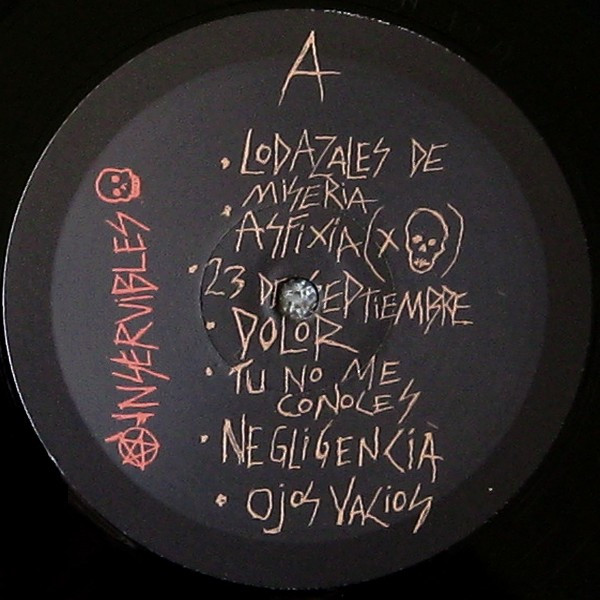 A
• LODAZALES DE
MISERIA
• ASFIXIA (X )
• 23 DE SEPTIEMBRE
• DOLOR
• TU NO ME
CONOCES
• NEGLIGENCIA
• OJOS VACIOS
INSERVIBLES